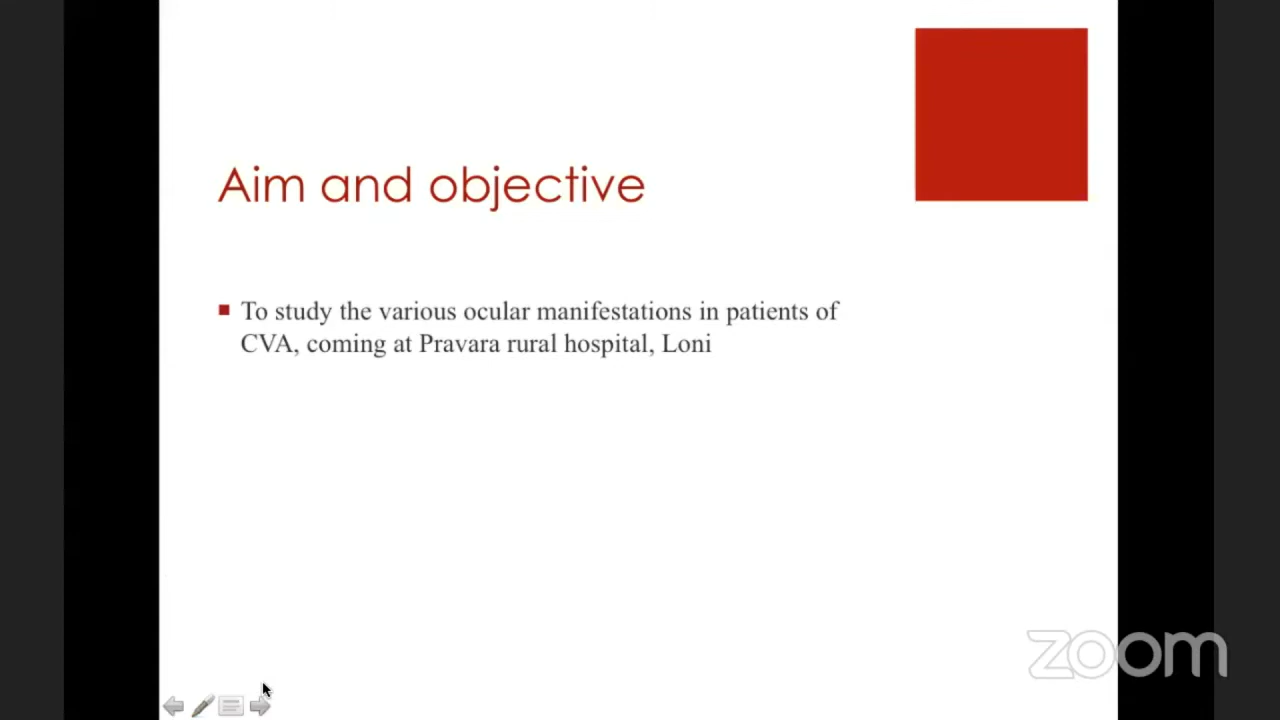 Aim and objective
To study the various ocular manifestations in patients of
CVA, coming at Pravara rural hospital, Loni
zoom